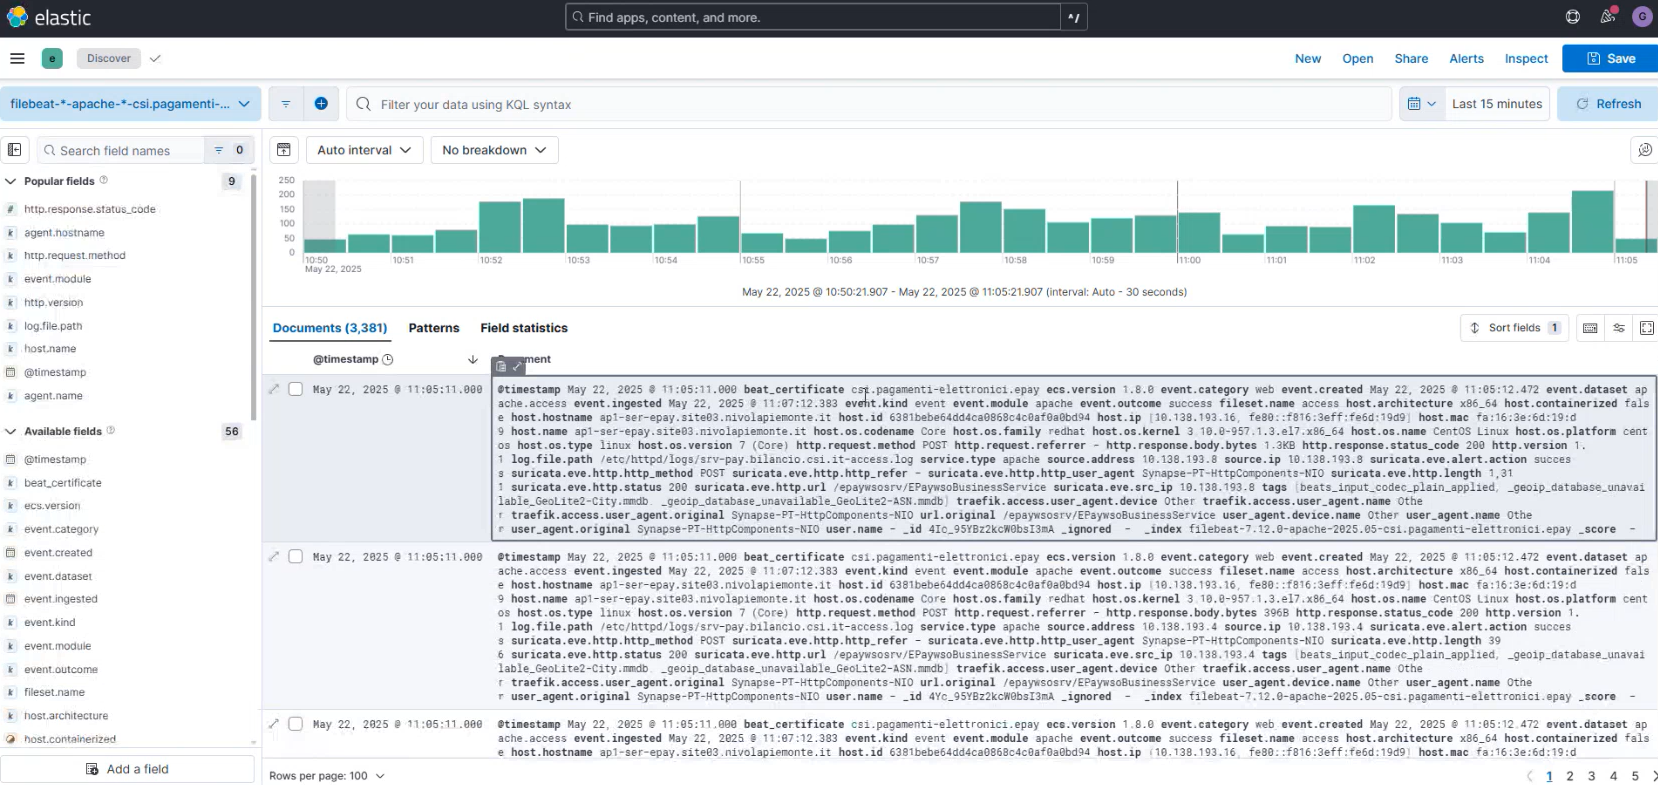 elastic
Find apps, content, and more.
^/
G
e
Discover
New
Open
Share
Alerts
Inspect
Save
filebeat-*-apache-*-csi.pagamenti-...
Filter your data using KQL syntax
Last 15 minutes
Refresh
Search field names
0
Auto interval
No breakdown
Popular fields
9
http.response.status_code
agent.hostname
http.request.method
event.module
http.version
log.file.path
host.name
@timestamp
agent.name
Available fields
56
@timestamp
beat_certificate
ecs.version
event.category
event.created
event.dataset
event.ingested
event.kind
event.module
event.outcome
fileset.name
host.architecture
host.containerized
Add a field
250
200
150
100
50
0
10:50
10:51
10:52
10:53
10:54
10:55
10:56
10:57
10:58
10:59
11:00
11:01
11:02
11:03
11:04
11:05
May 22, 2025
May 22, 2025 @ 10:50:21.907 - May 22, 2025 @ 11:05:21.907 (interval: Auto - 30 seconds)
Documents (3,381)
Patterns
Field statistics
Sort fields 1
@timestamp
ment
May 22, 2025 @ 11:05:11.000
@timestamp May 22, 2025 @ 11:05:11.000 beat_certificate csi.pagamenti-elettronici.epay ecs.version 1.8.0 event.category web event.created May 22, 2025 @ 11:05:12.472 event.dataset ap
ache.access event.ingested May 22, 2025 @ 11:07:12.383 event.kind event event.module apache event.outcome success fileset.name access host.architecture x86_64 host.containerized fals
e host.hostname ap1-ser-epay.site03.nivolapiemonte.it host.id 6381bebe64dd4ca0868c4c0af0a0bd94 host.ip [10.138.193.16, fe80::f816:3eff:fe6d:19d9] host.mac fa:16:3e:6d:19:d
9 host.name ap1-ser-epay.site03.nivolapiemonte.it host.os.codename Core host.os.family redhat host.os.kernel 3.10.0-957.1.3.el7.x86_64 host.os.name CentOS Linux host.os.platform cent
os host.os.type linux host.os.version 7 (Core) http.request.method POST http.request.referrer - http.response.body.bytes 1.3KB http.response.status_code 200 http.version 1.
1 log.file.path /etc/httpd/logs/srv-pay.bilancio.csi.it-access.log service.type apache source.address 10.138.193.8 source.ip 10.138.193.8 suricata.eve.alert.action succes
s suricata.eve.http.http_method POST suricata.eve.http.http_refer - suricata.eve.http.http_user_agent Synapse-PT-HttpComponents-NIO suricata.eve.http.length 1,31
1 suricata.eve.http.status 200 suricata.eve.http.url /epaywsosrv/EPaywsoBusinessService suricata.eve.src_ip 10.138.193.8 tags [beats_input_codec_plain_applied, _geoip_database_unavai
lable_GeoLite2-City.mmdb, _geoip_database_unavailable_GeoLite2-ASN.mmdb] traefik.access.user_agent.device Other traefik.access.user_agent.name Othe
r traefik.access.user_agent.original Synapse-PT-HttpComponents-NIO url.original /epaywsosrv/EPaywsoBusinessService user_agent.device.name Other user_agent.name Othe
r user_agent.original Synapse-PT-HttpComponents-NIO user.name - _id 4Ic_95YBz2kcW0bsI3mA _ignored - _index filebeat-7.12.0-apache-2025.05-csi.pagamenti-elettronici.epay _score -
May 22, 2025 @ 11:05:11.000
@timestamp May 22, 2025 @ 11:05:11.000 beat_certificate csi.pagamenti-elettronici.epay ecs.version 1.8.0 event.category web event.created May 22, 2025 @ 11:05:12.472 event.dataset ap
ache.access event.ingested May 22, 2025 @ 11:07:12.383 event.kind event event.module apache event.outcome success fileset.name access host.architecture x86_64 host.containerized fals
e host.hostname ap1-ser-epay.site03.nivolapiemonte.it host.id 6381bebe64dd4ca0868c4c0af0a0bd94 host.ip [10.138.193.16, fe80::f816:3eff:fe6d:19d9] host.mac fa:16:3e:6d:19:d
9 host.name ap1-ser-epay.site03.nivolapiemonte.it host.os.codename Core host.os.family redhat host.os.kernel 3.10.0-957.1.3.el7.x86_64 host.os.name CentOS Linux host.os.platform cent
os host.os.type linux host.os.version 7 (Core) http.request.method POST http.request.referrer - http.response.body.bytes 396B http.response.status_code 200 http.version 1.
1 log.file.path /etc/httpd/logs/srv-pay.bilancio.csi.it-access.log service.type apache source.address 10.138.193.4 source.ip 10.138.193.4 suricata.eve.alert.action succes
s suricata.eve.http.http_method POST suricata.eve.http.http_refer - suricata.eve.http.http_user_agent Synapse-PT-HttpComponents-NIO suricata.eve.http.length 39
6 suricata.eve.http.status 200 suricata.eve.http.url /epaywsosrv/EPaywsoBusinessService suricata.eve.src_ip 10.138.193.4 tags [beats_input_codec_plain_applied, _geoip_database_unavai
lable_GeoLite2-City.mmdb, _geoip_database_unavailable_GeoLite2-ASN.mmdb] traefik.access.user_agent.device Other traefik.access.user_agent.name Othe
r traefik.access.user_agent.original Synapse-PT-HttpComponents-NIO url.original /epaywsosrv/EPaywsoBusinessService user_agent.device.name Other user_agent.name Othe
r user_agent.original Synapse-PT-HttpComponents-NIO user.name - _id 4Yc_95YBz2kcW0bsI3mA _ignored - _index filebeat-7.12.0-apache-2025.05-csi.pagamenti-elettronici.epay _score -
May 22, 2025 @ 11:05:11.000
@timestamp May 22, 2025 @ 11:05:11.000 beat_certificate csi.pagamenti-elettronici.epay ecs.version 1.8.0 event.category web event.created May 22, 2025 @ 11:05:12.472 event.dataset ap
ache.access event.ingested May 22, 2025 @ 11:07:12.383 event.kind event event.module apache event.outcome success fileset.name access host.architecture x86_64 host.containerized fals
e host.hostname ap1-ser-epay.site03.nivolapiemonte.it host.id 6381bebe64dd4ca0868c4c0af0a0bd94 host.ip [10.138.193.16, fe80::f816:3eff:fe6d:19d9] host.mac fa:16:3e:6d:19:d
Rows per page: 100
1 2 3 4 5